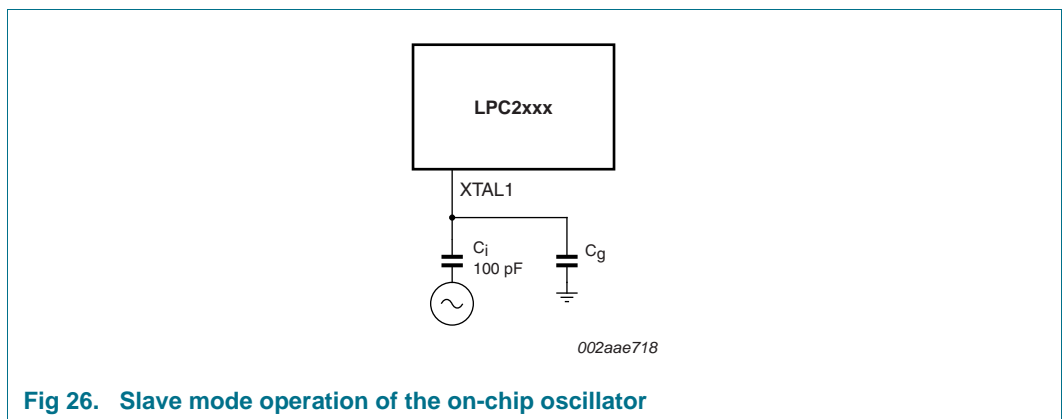 LPC2xxx
XTAL1
Ci
100 pF
Cg
002aae718
Fig 26. Slave mode operation of the on-chip oscillator